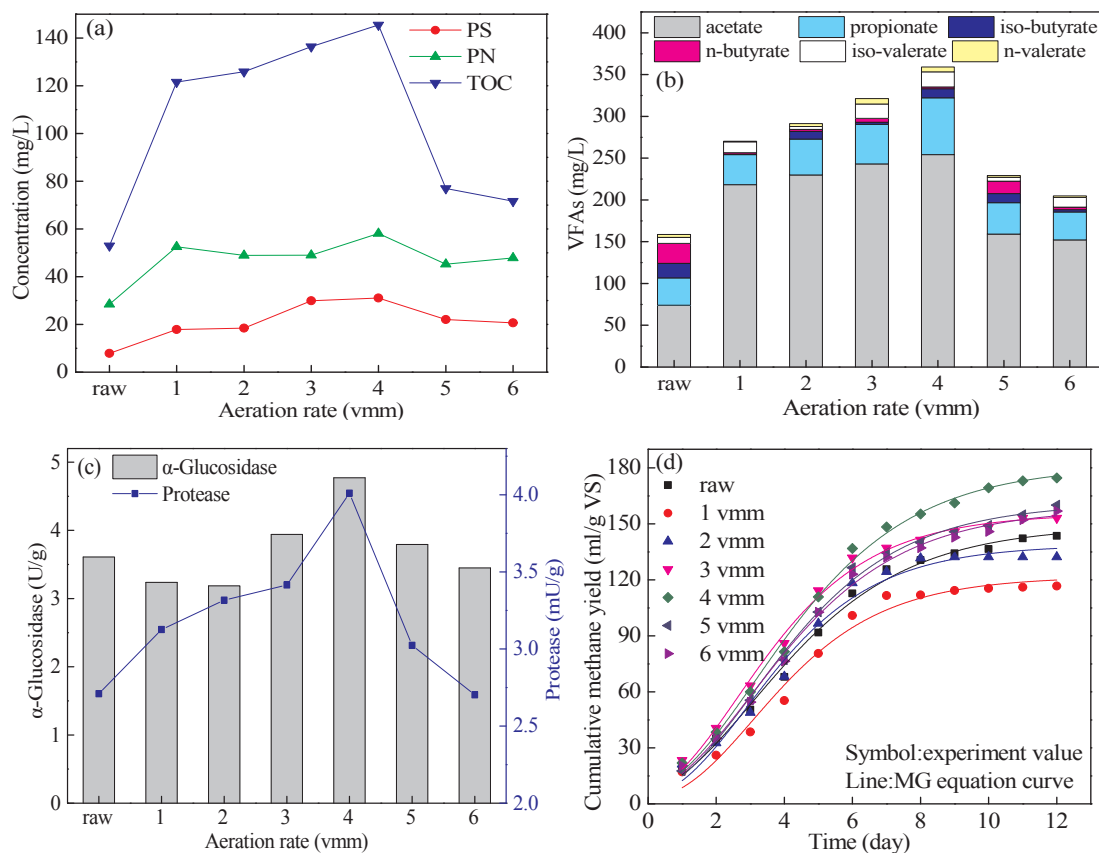 (a)
PS
PN
TOC
Concentration (mg/L)
0
20
40
60
80
100
120
140
raw
1
2
3
4
5
6
Aeration rate (vmm)
(b)
acetate
propionate
iso-butyrate
n-butyrate
iso-valerate
n-valerate
VFAs (mg/L)
0
50
100
150
200
250
300
350
400
raw
1
2
3
4
5
6
Aeration rate (vmm)
(c)
α-Glucosidase
Protease
α-Glucosidase (U/g)
0
1
2
3
4
5
Protease (mU/g)
2.0
2.5
3.0
3.5
4.0
raw
1
2
3
4
5
6
Aeration rate (vmm)
(d)
raw
1 vmm
2 vmm
3 vmm
4 vmm
5 vmm
6 vmm
Cumulative methane yield (ml/g VS)
0
30
60
90
120
150
180
Symbol:experiment value
Line:MG equation curve
0
2
4
6
8
10
12
Time (day)